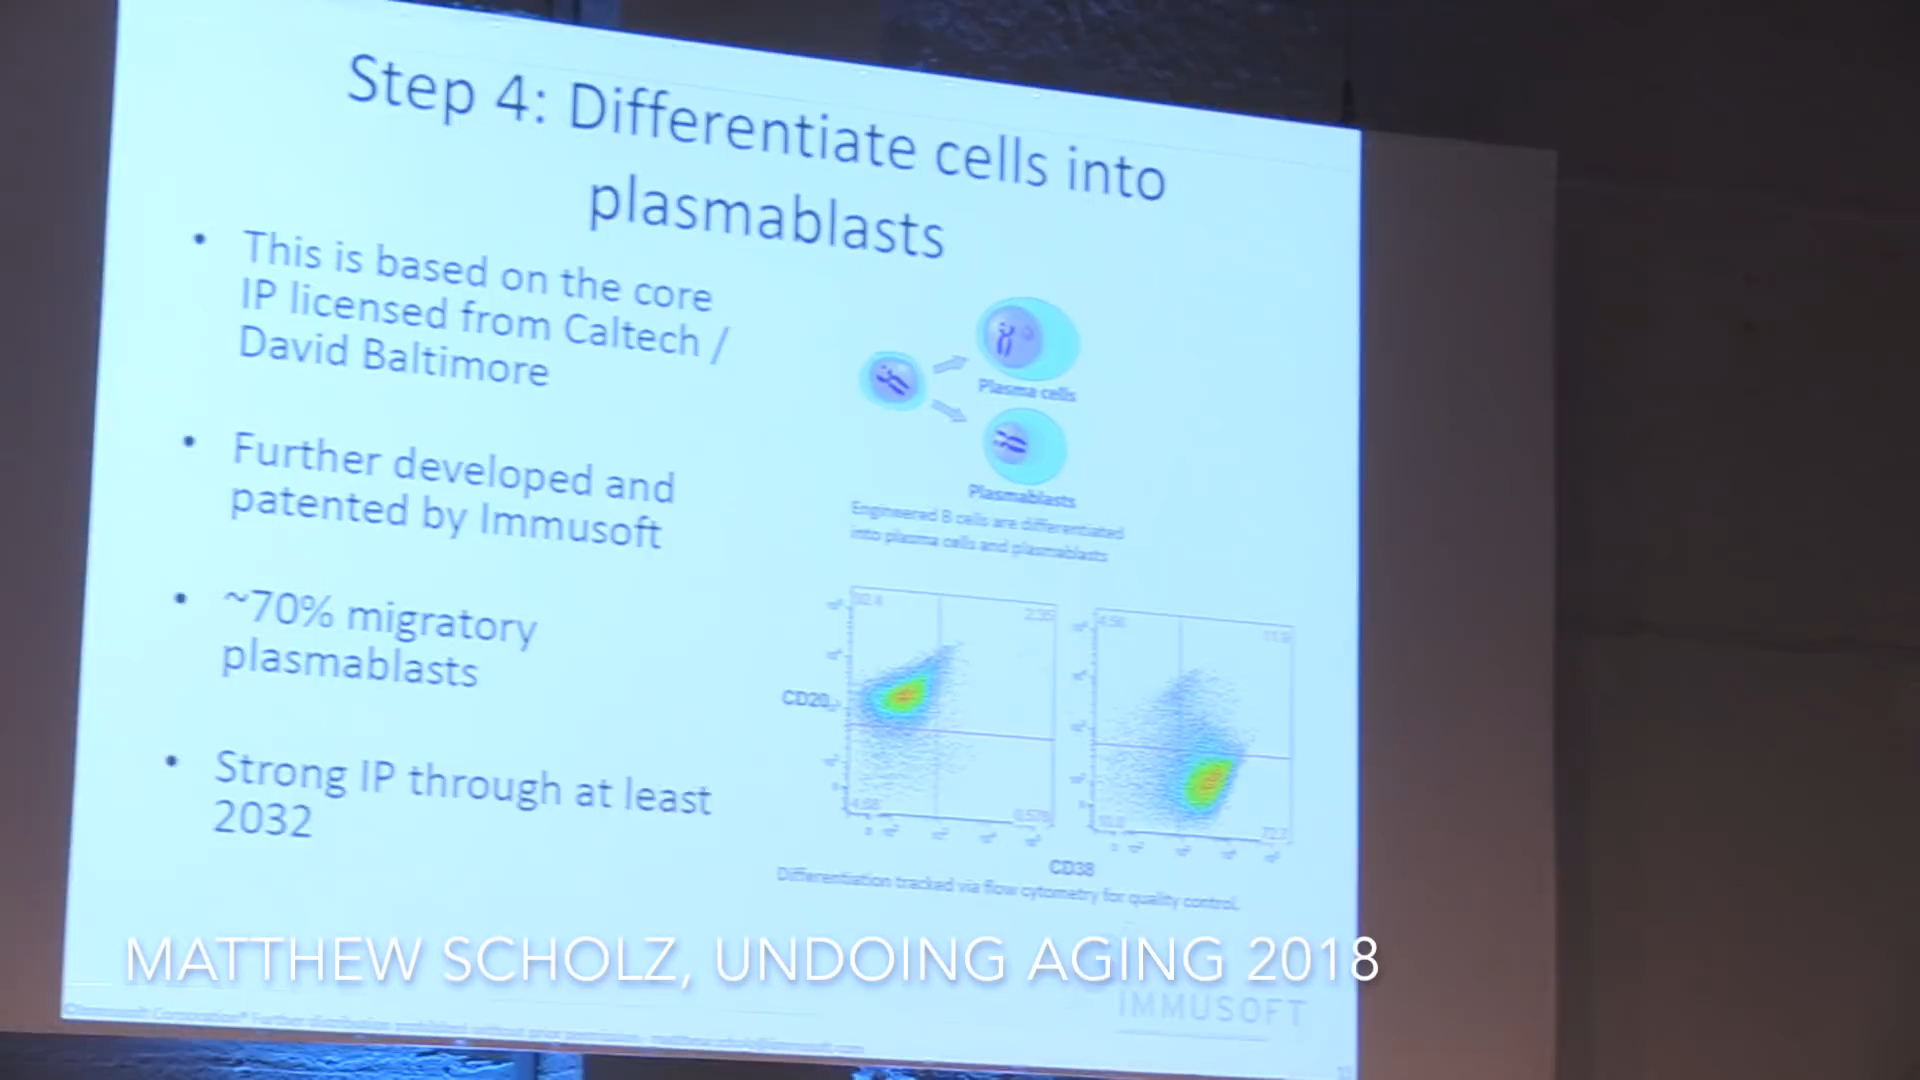 Step 4: Differentiate cells into
plasmablasts
• This is based on the core
IP licensed from Caltech /
David Baltimore
• Further developed and
patented by Immusoft
• ~70% migratory
plasmablasts
• Strong IP through at least
2032
Plasma cells
Plasmablasts
Engineered B cells are differentiated
into plasma cells and plasmablasts
CD20
CD38
Differentiation tracked via flow cytometry for quality control.
MATTHEW SCHOLZ, UNDOING AGING 2018
IMMUSOFT